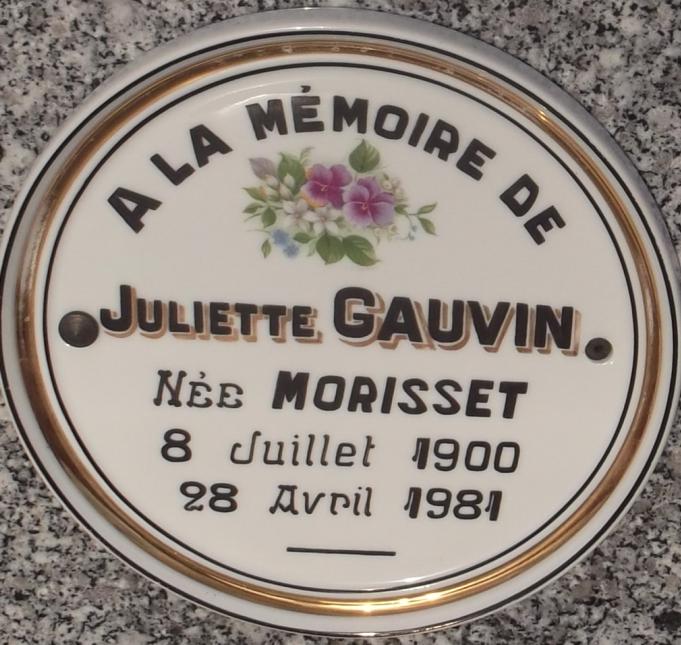 A LA MÉMOIRE DE
JULIETTE GAUVIN
NÉE MORISSET
8 Juillet 1900
28 Avril 1981